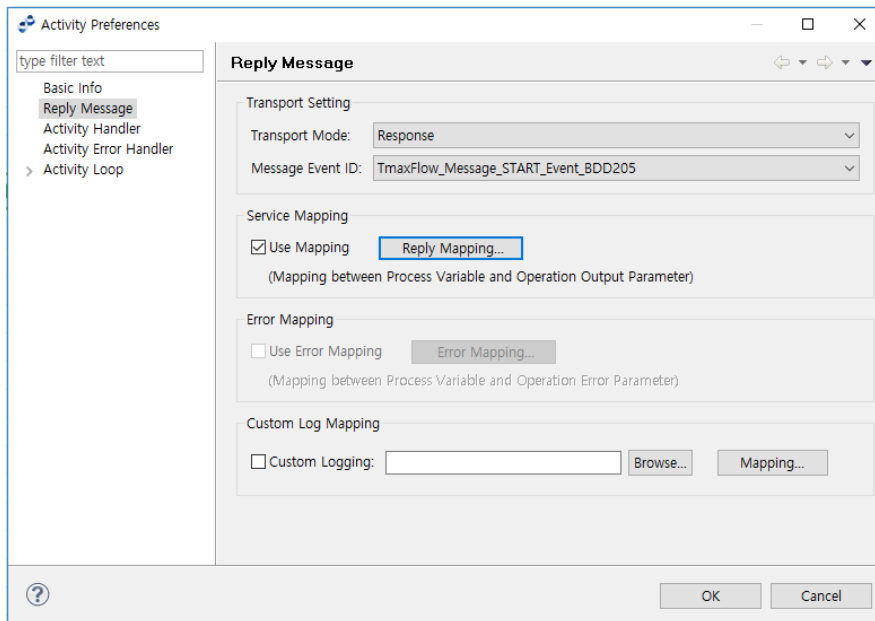 Activity Preferences
type filter text
Basic Info
Reply Message
Activity Handler
Activity Error Handler
Activity Loop
Reply Message
Transport Setting
Transport Mode: Response
Message Event ID: TmaxFlow_Message_START_Event_BDD205
Service Mapping
Use Mapping Reply Mapping...
(Mapping between Process Variable and Operation Output Parameter)
Error Mapping
Use Error Mapping Error Mapping...
(Mapping between Process Variable and Operation Error Parameter)
Custom Log Mapping
Custom Logging: Browse... Mapping...
OK Cancel